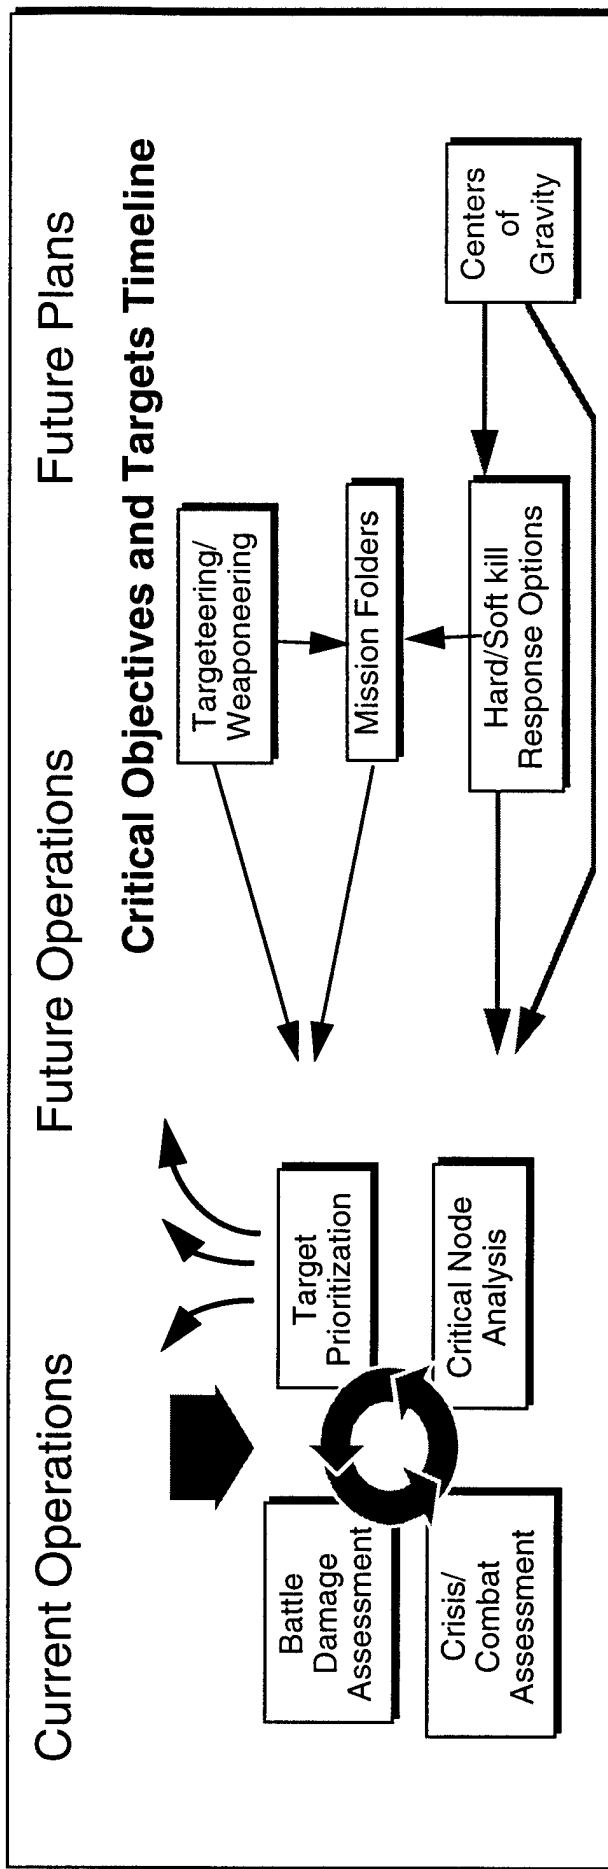 Current Operations
Future Operations
Future Plans
Critical Objectives and Targets Timeline
Battle
Damage
Assessment
Target
Prioritization
Crisis/
Combat
Assessment
Critical Node
Analysis
Targeteering/
Weaponeering
Mission Folders
Hard/Soft kill
Response Options
Centers
of
Gravity